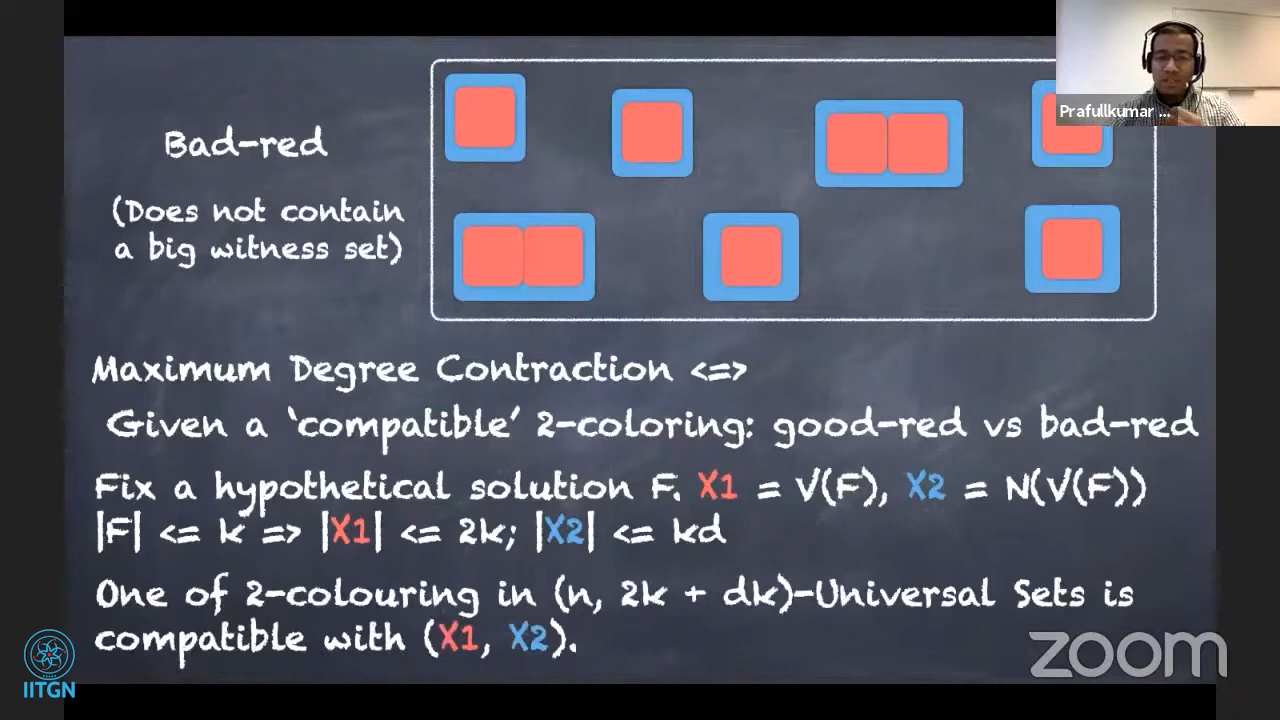 Prafullkumar ...
Bad-red
(Does not contain
a big witness set)
Maximum Degree Contraction <=>
Given a 'compatible' 2-coloring: good-red vs bad-red
Fix a hypothetical solution F. X1 = V(F), X2 = N(V(F))
|F| <= k => |X1| <= 2k; |X2| <= kd
One of 2-colouring in (n, 2k + dk)-Universal Sets is
compatible with (X1, X2).
zoom
IITGN